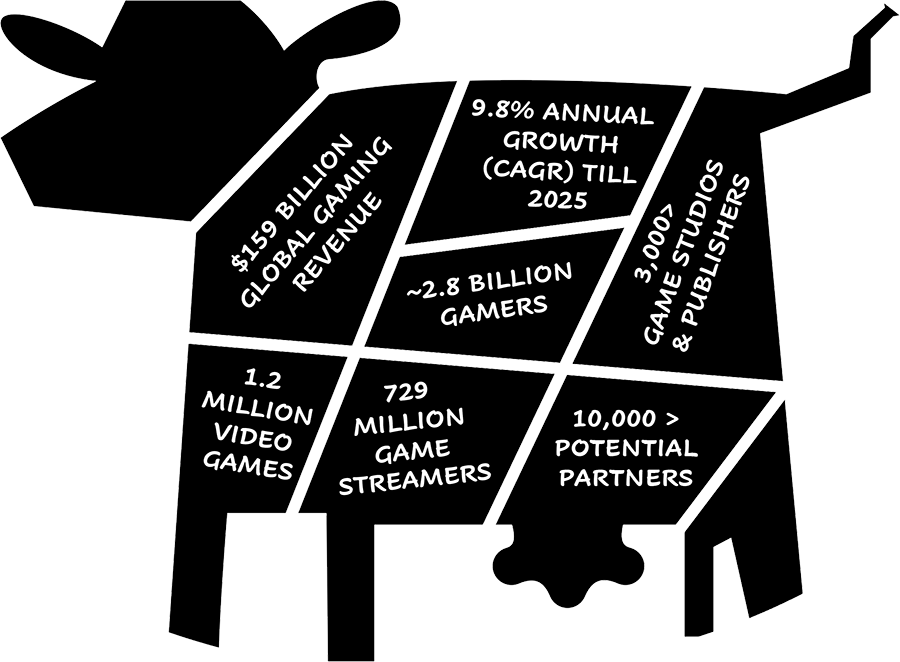 $159 BILLION
GLOBAL GAMING
REVENUE
9.8% ANNUAL
GROWTH
(CAGR) TILL
2025
~2.8 BILLION
GAMERS
3,000>
GAME STUDIOS
& PUBLISHERS
1.2
MILLION
VIDEO
GAMES
729
MILLION
GAME
STREAMERS
10,000 >
POTENTIAL
PARTNERS